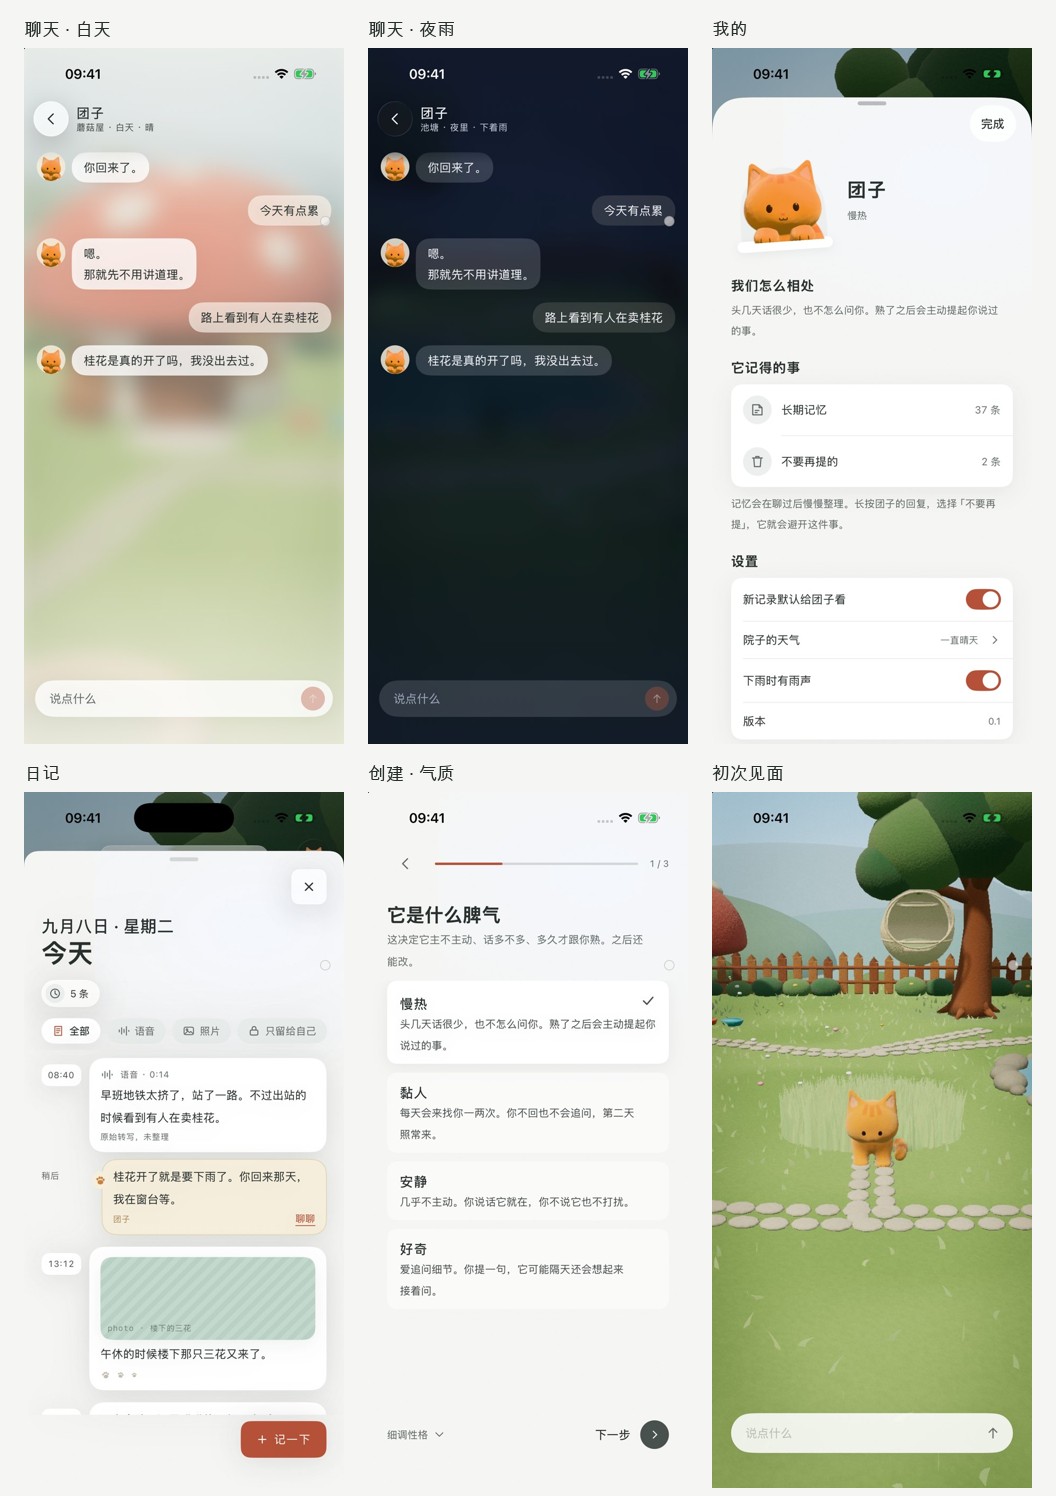 聊天 · 白天
09:41
团子
蘑菇屋 · 白天 · 晴
你回来了。
今天有点累
嗯。
那就先不用讲道理。
路上看到有人在卖桂花
桂花是真的开了吗，我没出去过。
说点什么
聊天 · 夜雨
09:41
团子
池塘 · 夜里 · 下着雨
你回来了。
今天有点累
嗯。
那就先不用讲道理。
路上看到有人在卖桂花
桂花是真的开了吗，我没出去过。
说点什么
我的
09:41
完成
团子
慢热
我们怎么相处
头几天话很少，也不怎么问你。熟了之后会主动提起你说过
的事。
它记得的事
长期记忆
37 条
不要再提的
2 条
记忆会在聊过后慢慢整理。长按团子的回复，选择「不要再
提」，它就会避开这件事。
设置
新记录默认给团子看
院子的天气
一直晴天
下雨时有雨声
版本
0.1
日记
09:41
九月八日 · 星期二
今天
5 条
全部
语音
照片
只留给自己
08:40
语音 · 0:14
早班地铁太挤了，站了一路。不过出站的
时候看到有人在卖桂花。
原始转写，未整理
稍后
桂花开了就是要下雨了。你回来那天，
我在窗台等。
团子
聊聊
13:12
photo · 楼下的三花
午休的时候楼下那只三花又来了。
+ 记一下
创建 · 气质
09:41
1 / 3
它是什么脾气
这决定它主不主动、话多不多、多久才跟你熟。之后还
能改。
慢热
头几天话很少，也不怎么问你。熟了之后会主动提起你
说过的事。
黏人
每天会来找你一两次。你不回也不会追问，第二天
照常来。
安静
几乎不主动。你说话它就在，你不说它也不打扰。
好奇
爱追问细节。你提一句，它可能隔天还会想起来
接着问。
细调性格
下一步
初次见面
09:41
说点什么